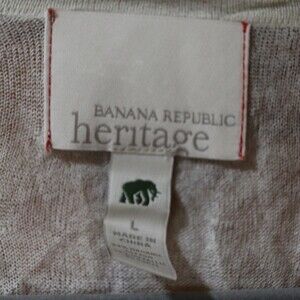 BANANA REPUBLIC
heritage
L
MADE IN
CHINA